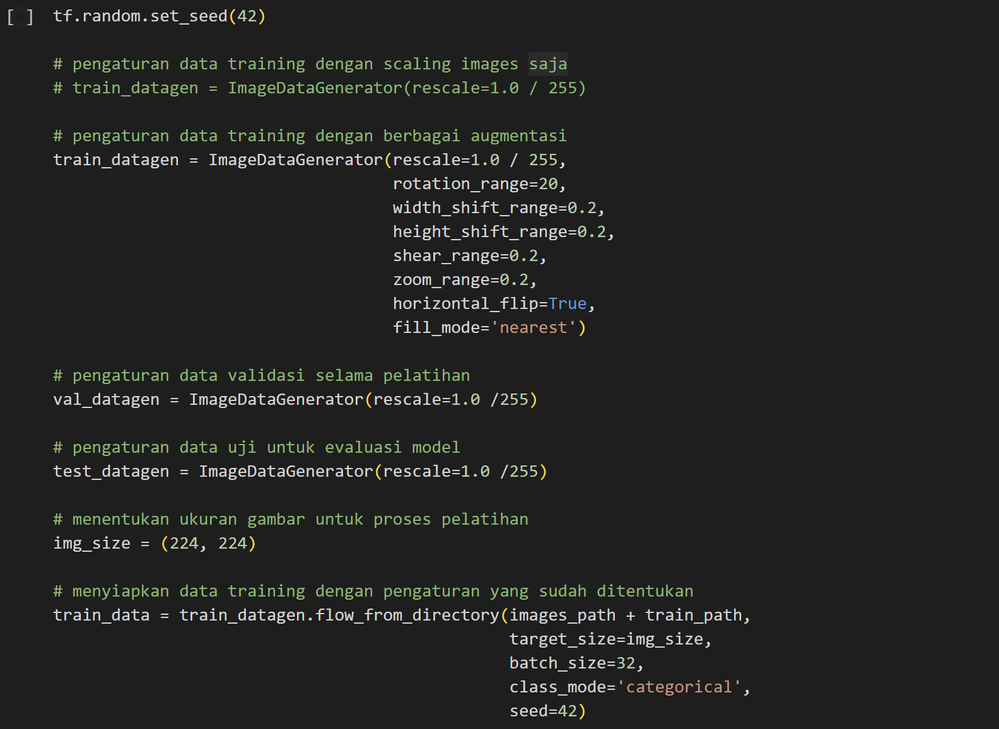 [ ] tf.random.set_seed(42)
# pengaturan data training dengan scaling images saja
# train_datagen = ImageDataGenerator(rescale=1.0 / 255)
# pengaturan data training dengan berbagai augmentasi
train_datagen = ImageDataGenerator(rescale=1.0 / 255,
rotation_range=20,
width_shift_range=0.2,
height_shift_range=0.2,
shear_range=0.2,
zoom_range=0.2,
horizontal_flip=True,
fill_mode='nearest')
# pengaturan data validasi selama pelatihan
val_datagen = ImageDataGenerator(rescale=1.0 /255)
# pengaturan data uji untuk evaluasi model
test_datagen = ImageDataGenerator(rescale=1.0 /255)
# menentukan ukuran gambar untuk proses pelatihan
img_size = (224, 224)
# menyiapkan data training dengan pengaturan yang sudah ditentukan
train_data = train_datagen.flow_from_directory(images_path + train_path,
target_size=img_size,
batch_size=32,
class_mode='categorical',
seed=42)